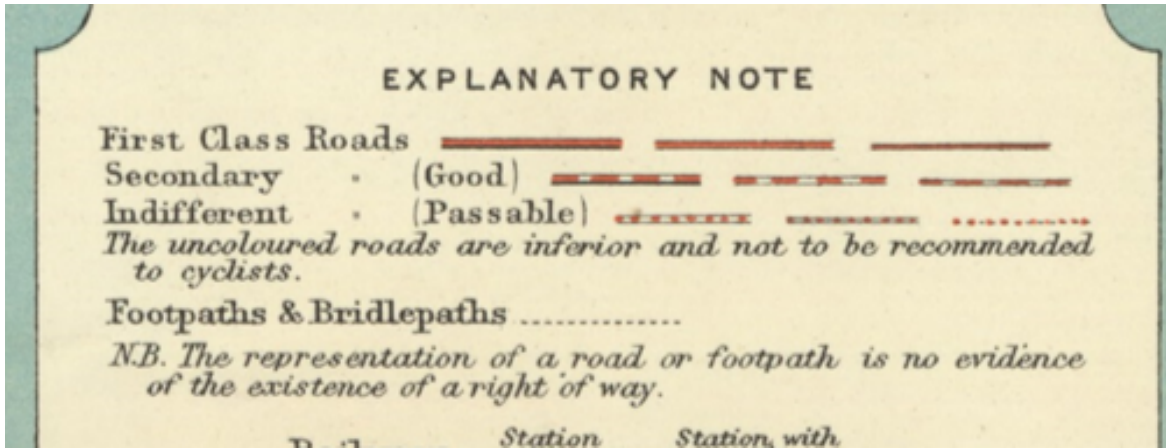 EXPLANATORY NOTE
First Class Roads
Secondary " (Good)
Indifferent " (Passable)
The uncoloured roads are inferior and not to be recommended
to cyclists.
Footpaths & Bridlepaths ................
N.B. The representation of a road or footpath is no evidence
of the existence of a right of way.
Station Station, with